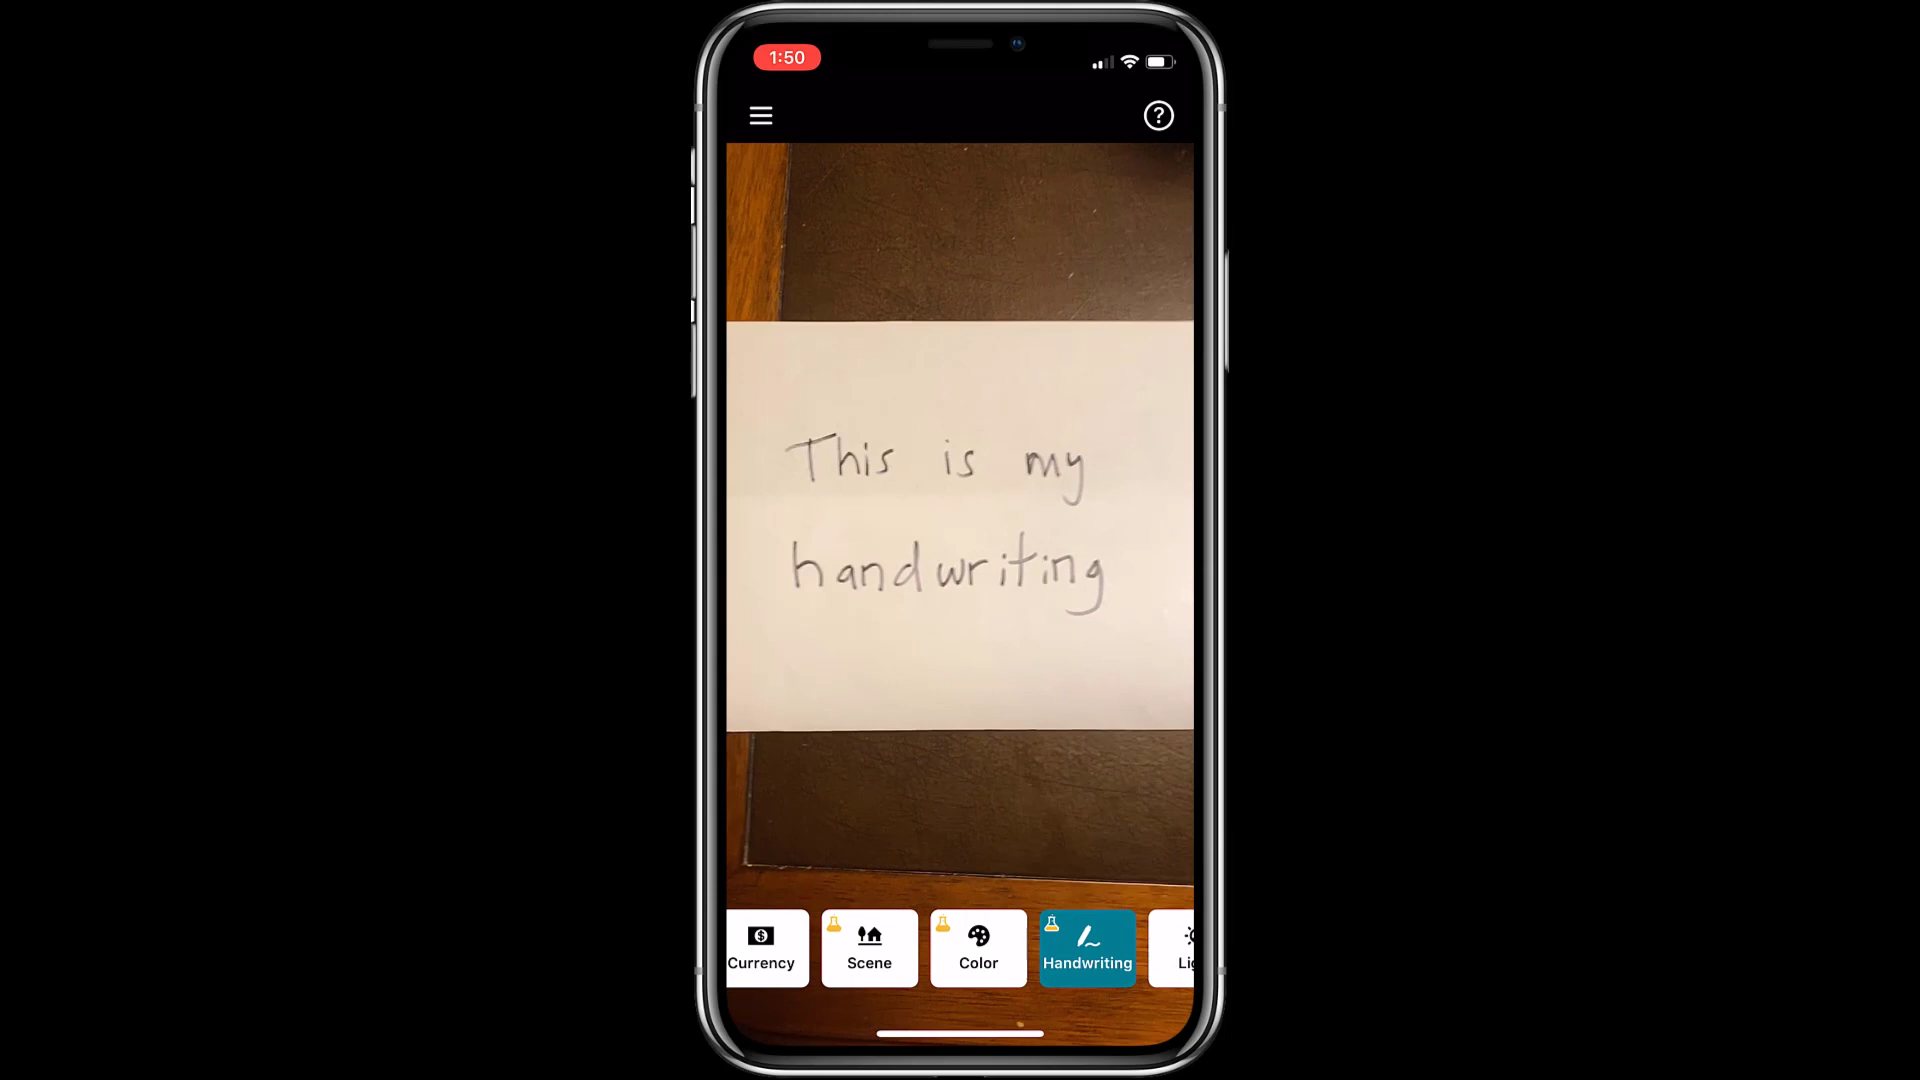 1:50
This is my
handwriting
Currency
Scene
Color
Handwriting